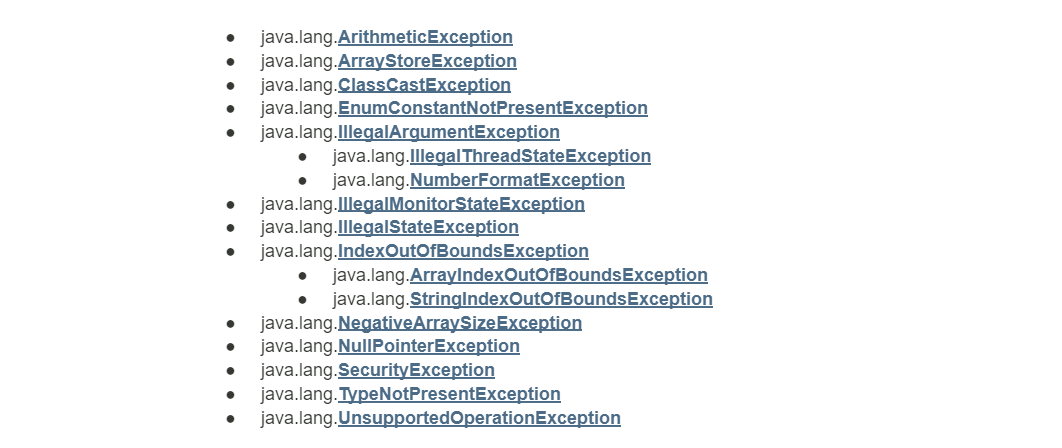 ● java.lang.ArithmeticException
● java.lang.ArrayStoreException
● java.lang.ClassCastException
● java.lang.EnumConstantNotPresentException
● java.lang.IllegalArgumentException
● java.lang.IllegalThreadStateException
● java.lang.NumberFormatException
● java.lang.IllegalMonitorStateException
● java.lang.IllegalStateException
● java.lang.IndexOutOfBoundsException
● java.lang.ArrayIndexOutOfBoundsException
● java.lang.StringIndexOutOfBoundsException
● java.lang.NegativeArraySizeException
● java.lang.NullPointerException
● java.lang.SecurityException
● java.lang.TypeNotPresentException
● java.lang.UnsupportedOperationException